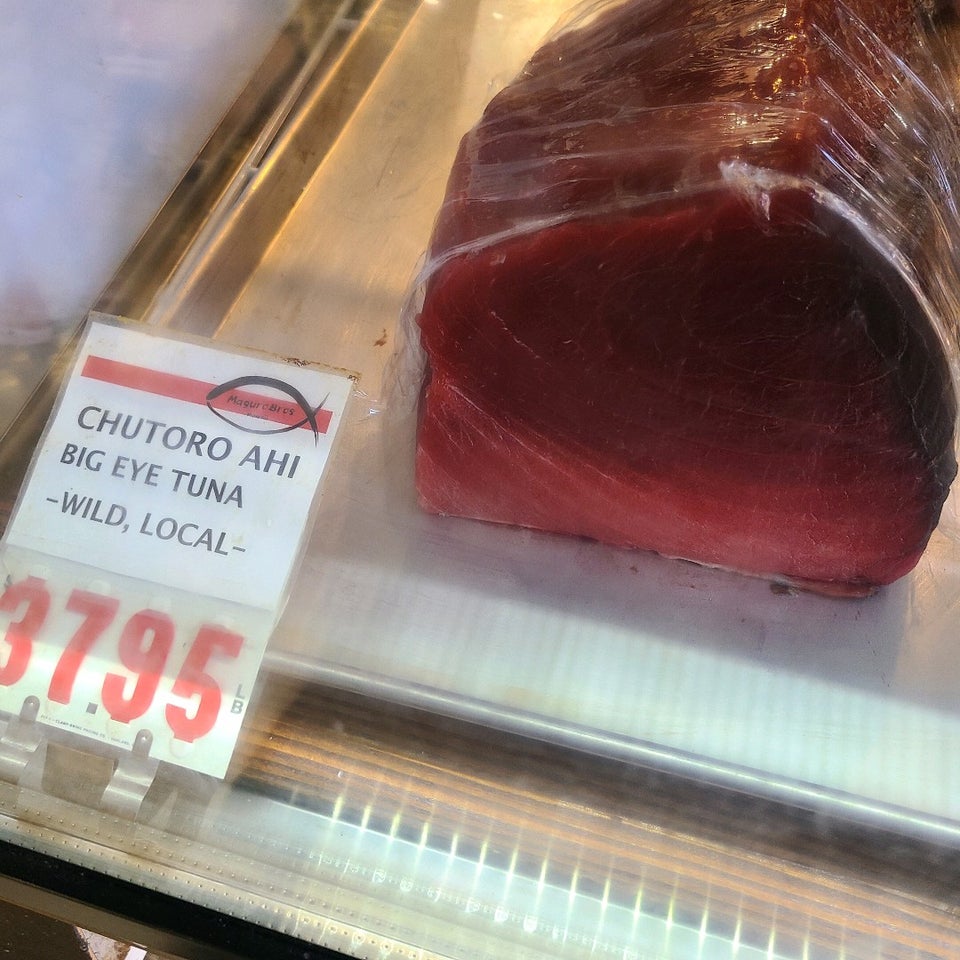 MaguroBros
CHUTORO AHI
BIG EYE TUNA
-WILD, LOCAL-
37.95 LB